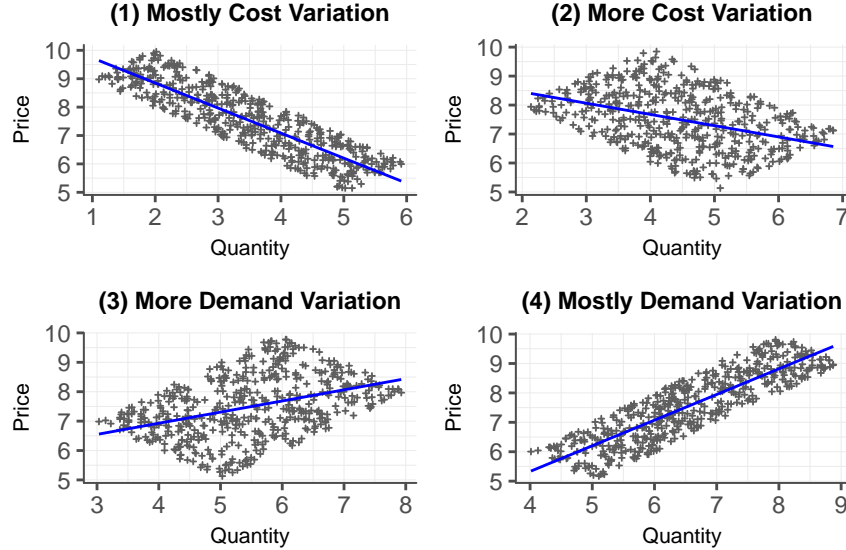 (1) Mostly Cost Variation
10
9
8
7
6
5
Price
1 2 3 4 5 6
Quantity
(2) More Cost Variation
10
9
8
7
6
5
Price
2 3 4 5 6 7
Quantity
(3) More Demand Variation
10
9
8
7
6
5
Price
3 4 5 6 7 8
Quantity
(4) Mostly Demand Variation
10
9
8
7
6
5
Price
4 5 6 7 8 9
Quantity